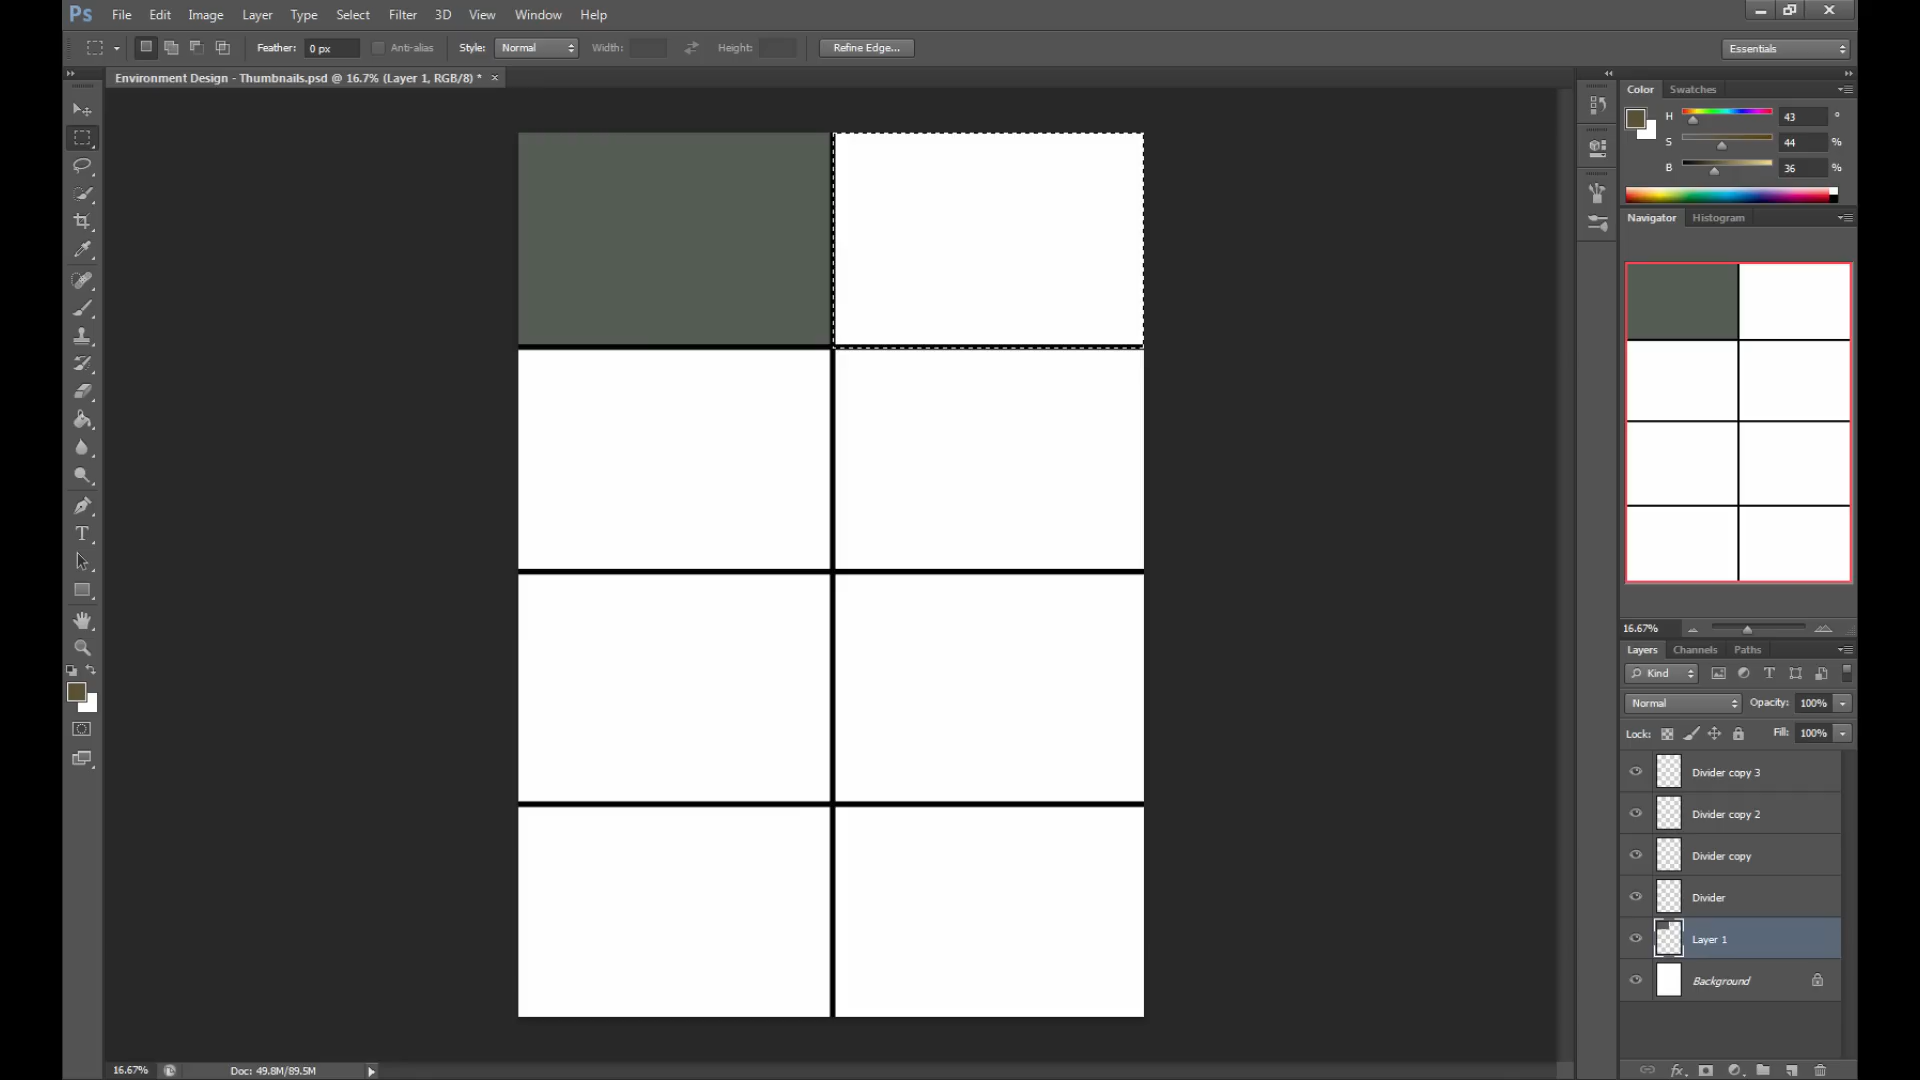 Ps File Edit Image Layer Type Select Filter 3D View Window Help
Feather: 0 px Anti-alias Style: Normal Width: Height: Refine Edge... Essentials
Environment Design - Thumbnails.psd @ 16.7% (Layer 1, RGB/8) * ×
Color Swatches
H 43 °
S 44 %
B 36 %
Navigator Histogram
16.67%
Layers Channels Paths
Kind
Normal Opacity: 100%
Lock: Fill: 100%
Divider copy 3
Divider copy 2
Divider copy
Divider
Layer 1
Background
16.67% Doc: 49.8M/89.5M